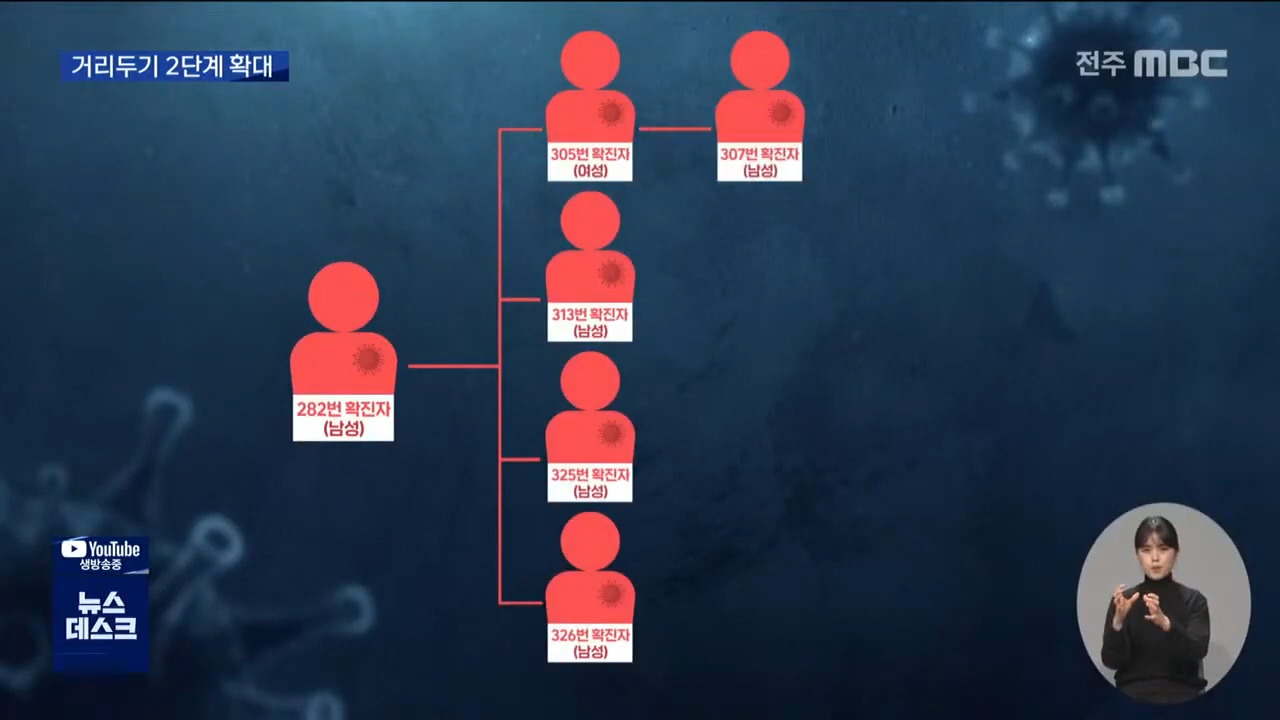 거리두기 2단계 확대
전주 MBC
305번 확진자
(여성)
307번 확진자
(남성)
313번 확진자
(남성)
282번 확진자
(남성)
325번 확진자
(남성)
326번 확진자
(남성)
YouTube
생방송중
뉴스
데스크